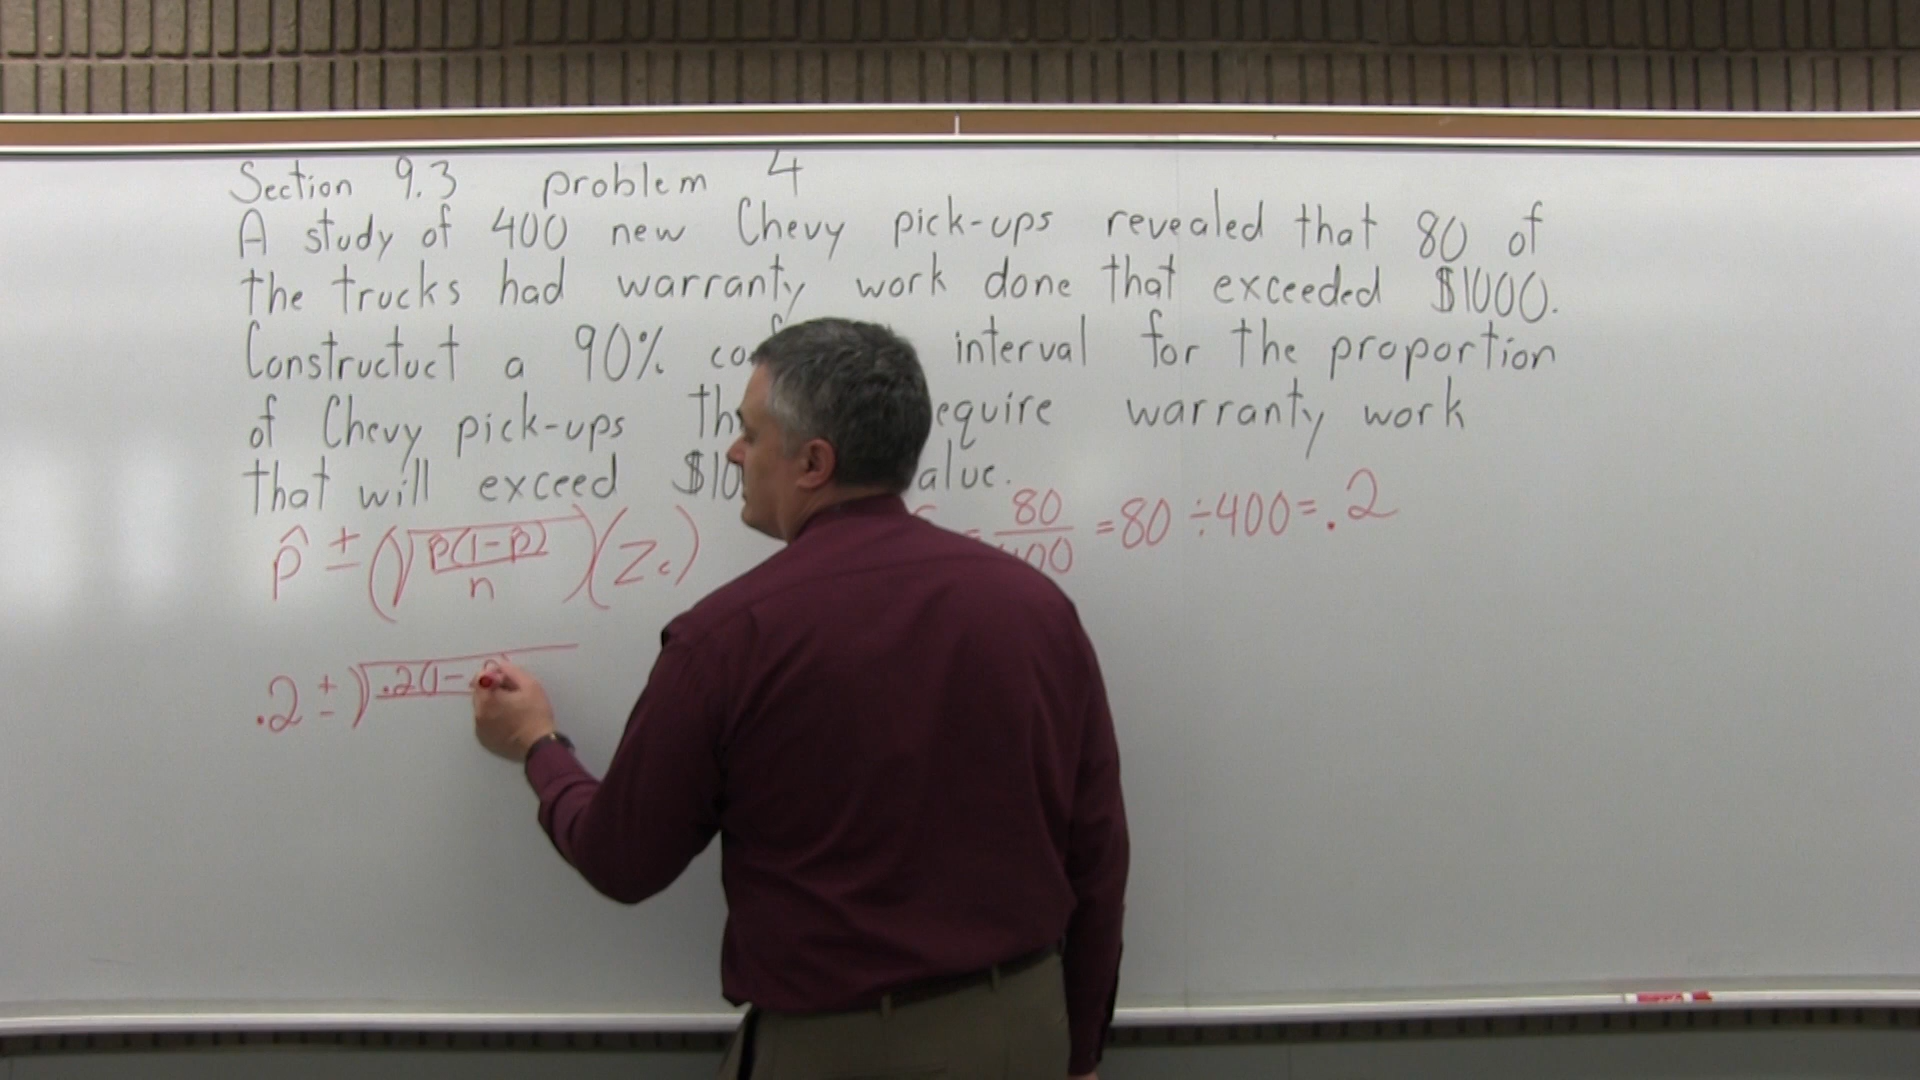 Section 9.3 problem 4
A study of 400 new Chevy pick-ups revealed that 80 of
the trucks had warranty work done that exceeded $1000.
Constructuct a 90% interval for the proportion
of Chevy pick-ups equire warranty work
that will exceed $10 alue.
p̂ ± (√(p(1-p)/n))(Zc) = 80/400 = 80 ÷ 400 = .2
.2 ± √.2(1-